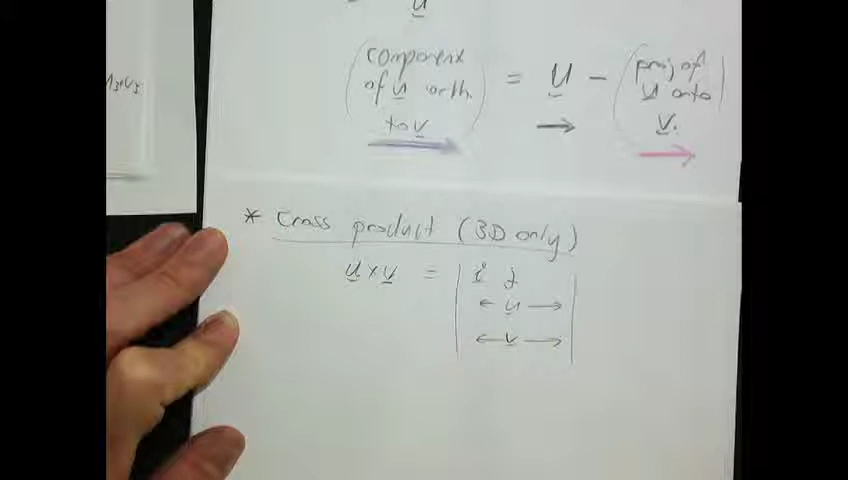 u
(component of u orth. to v) = u - (proj of u onto v.)
* Cross product (3D only)
u × v = | i j
← u →
← v → |